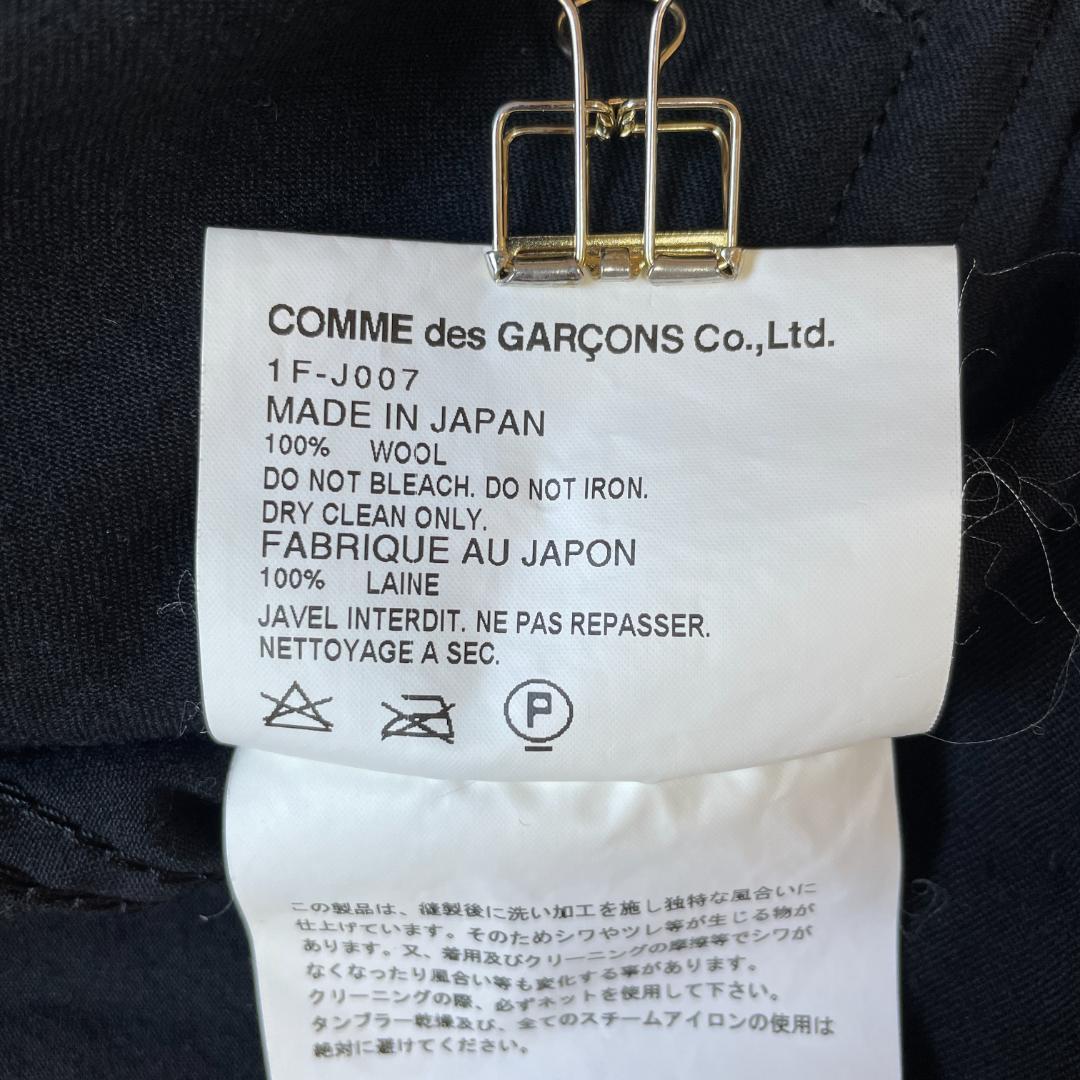 COMME des GARÇONS Co.,Ltd.
1F-J007
MADE IN JAPAN
100% WOOL
DO NOT BLEACH. DO NOT IRON.
DRY CLEAN ONLY.
FABRIQUE AU JAPON
100% LAINE
JAVEL INTERDIT. NE PAS REPASSER.
NETTOYAGE A SEC.
P
この製品は、縫製後に洗い加工を施し独特な風合いに
仕上げています。そのためシワやツレ等が生じる物が
あります。又、着用及びクリーニングの摩擦等でシワが
なくなったり風合い等も変化する事があります。
クリーニングの際、必ずネットを使用して下さい。
タンブラー乾燥及び、全てのスチームアイロンの使用は
絶対に避けてください。